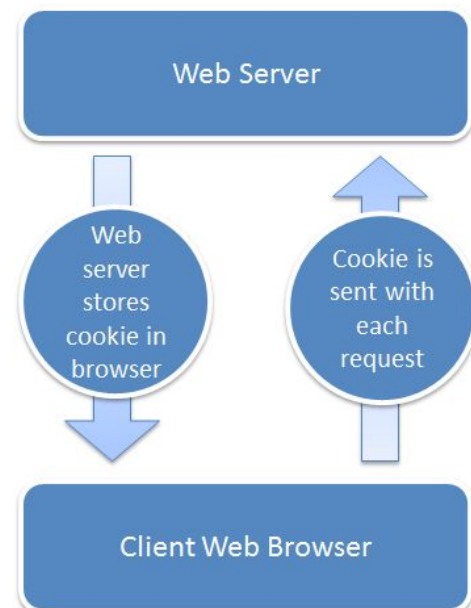 Web Server
Web
server
stores
cookie in
browser
Cookie is
sent with
each
request
Client Web Browser